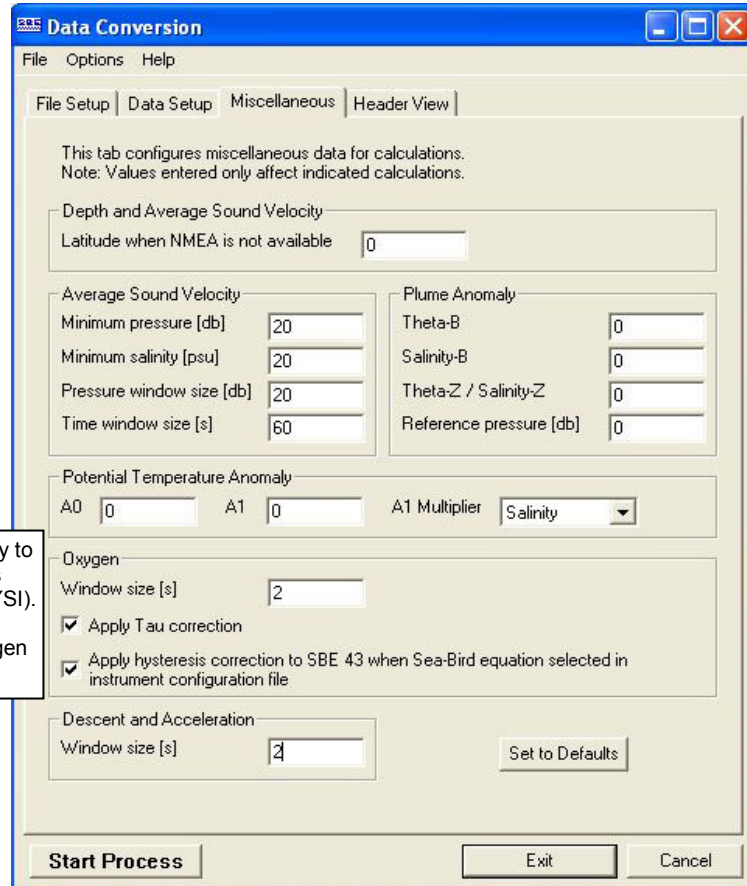 SBE Data Conversion
File Options Help
File Setup Data Setup Miscellaneous Header View
This tab configures miscellaneous data for calculations.
Note: Values entered only affect indicated calculations.
Depth and Average Sound Velocity
Latitude when NMEA is not available 0
Average Sound Velocity
Minimum pressure [db] 20
Minimum salinity [psu] 20
Pressure window size [db] 20
Time window size [s] 60
Plume Anomaly
Theta-B 0
Salinity-B 0
Theta-Z / Salinity-Z 0
Reference pressure [db] 0
Potential Temperature Anomaly
A0 0 A1 0 A1 Multiplier Salinity
y to
YSI).
gen
Oxygen
Window size [s] 2
Apply Tau correction
Apply hysteresis correction to SBE 43 when Sea-Bird equation selected in
instrument configuration file
Descent and Acceleration
Window size [s] 2
Set to Defaults
Start Process Exit Cancel